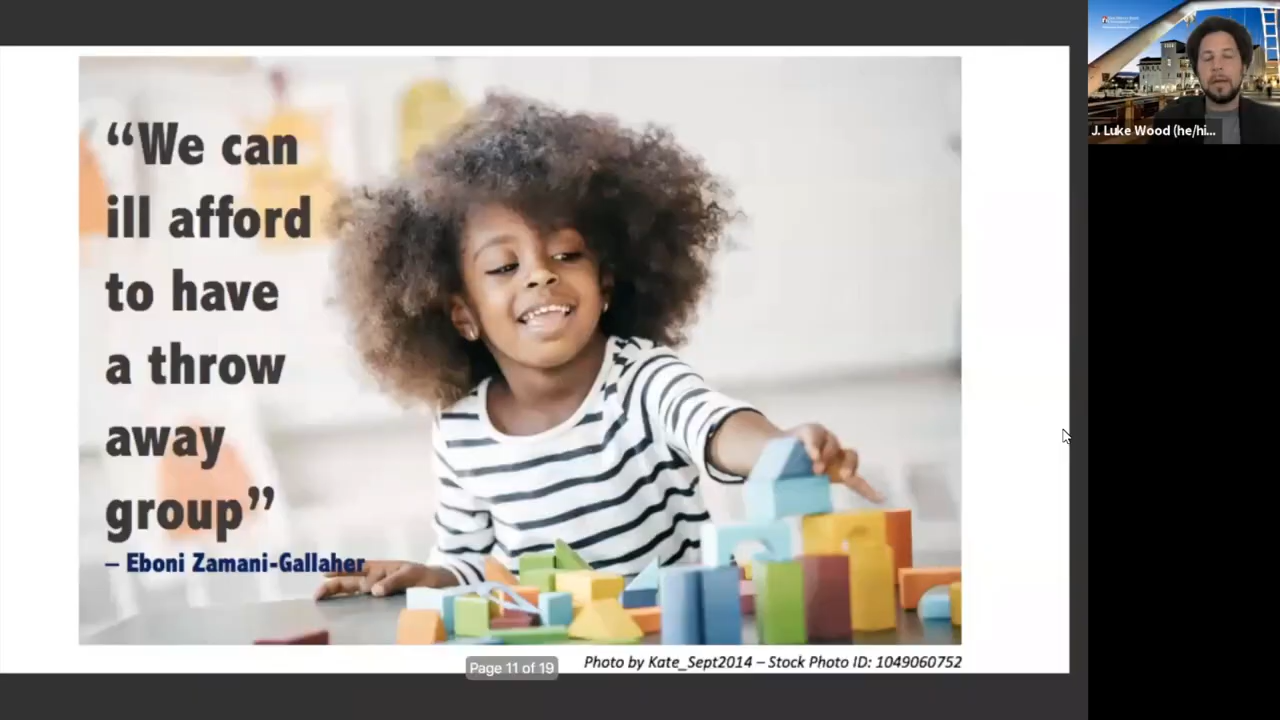 “We can
ill afford
to have
a throw
away
group”
– Eboni Zamani-Gallaher
Photo by Kate_Sept2014 – Stock Photo ID: 1049060752
Page 11 of 19
J. Luke Wood (he/hi...